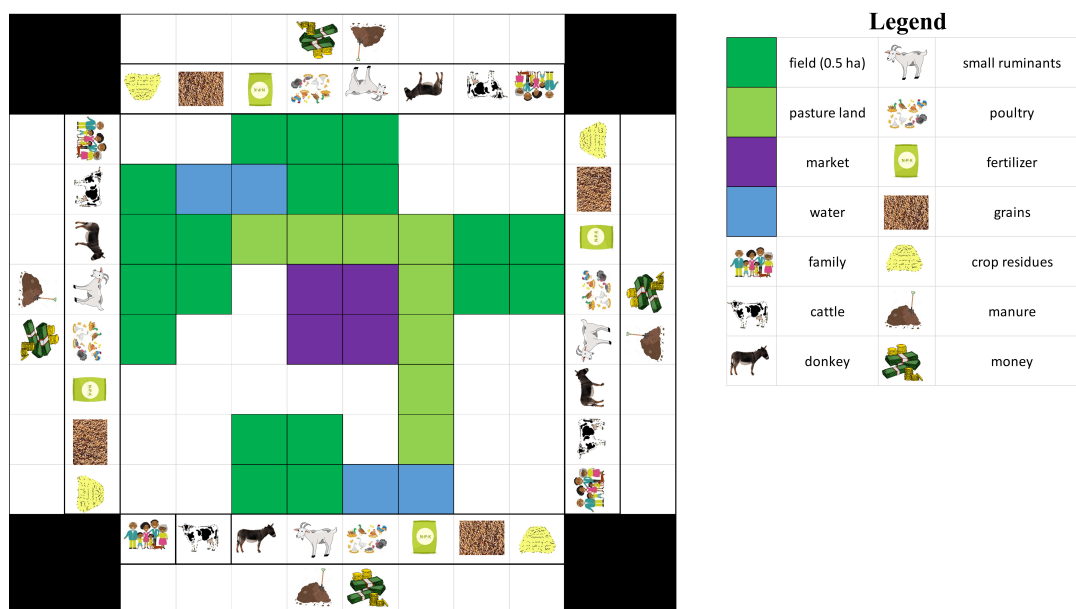 Legend
field (0.5 ha)
small ruminants
pasture land
poultry
market
fertilizer
water
grains
family
crop residues
cattle
manure
donkey
money